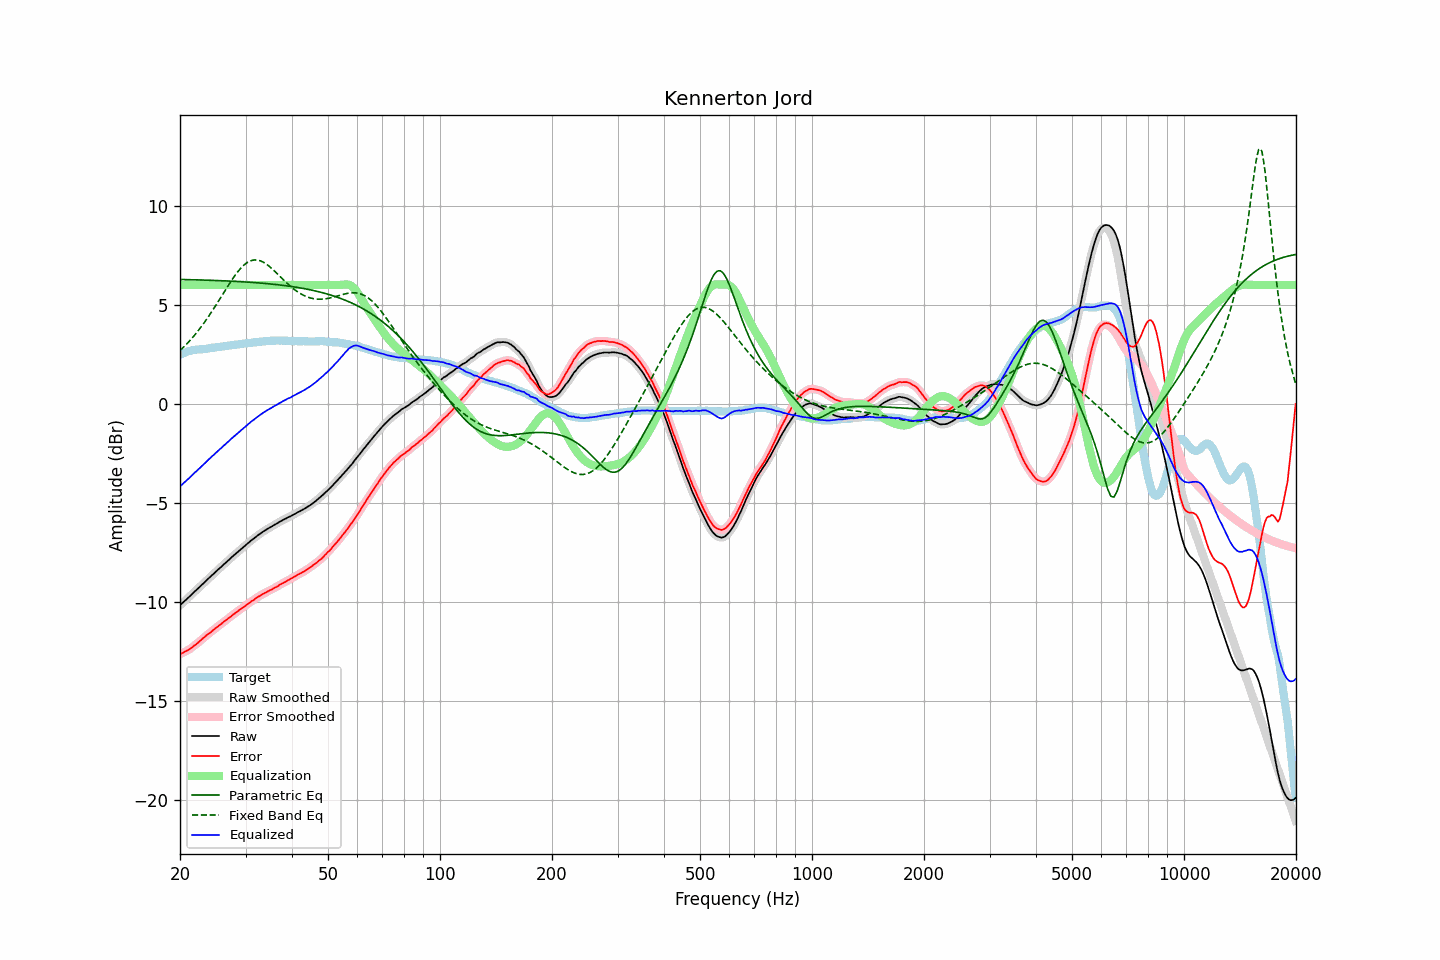 Kennerton Jord
Amplitude (dBr)
10
5
0
−5
−10
−15
−20
Target
Raw Smoothed
Error Smoothed
Raw
Error
Equalization
Parametric Eq
Fixed Band Eq
Equalized
20
50
100
200
500
1000
2000
5000
10000
20000
Frequency (Hz)